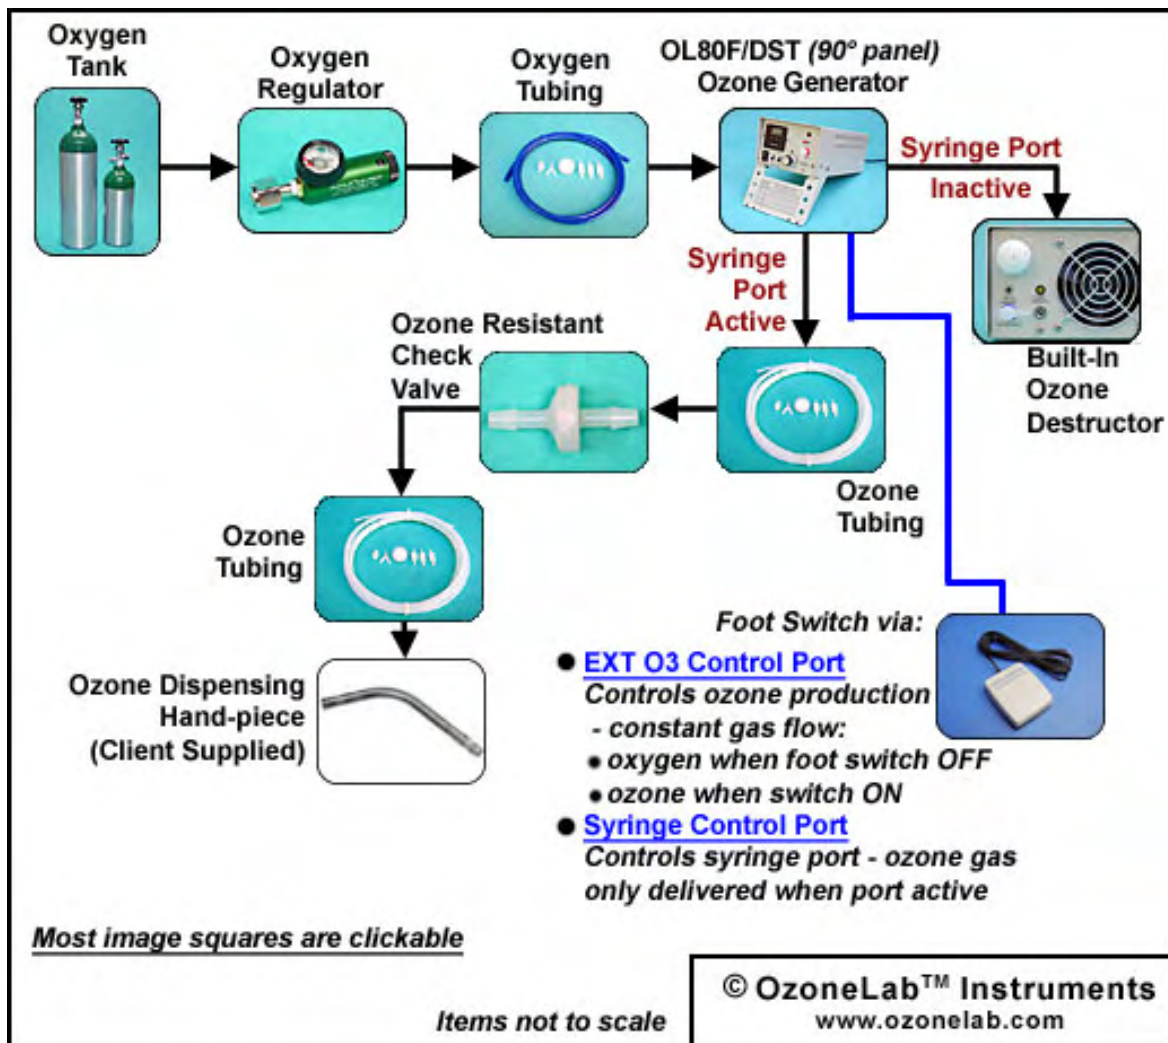 Oxygen
Tank
Oxygen
Regulator
Oxygen
Tubing
OL80F/DST (90° panel)
Ozone Generator
Syringe Port
Inactive
Syringe
Port
Active
Built-In
Ozone
Destructor
Ozone Resistant
Check
Valve
Ozone
Tubing
Ozone
Tubing
Ozone Dispensing
Hand-piece
(Client Supplied)
Foot Switch via:
● EXT O3 Control Port
Controls ozone production
- constant gas flow:
● oxygen when foot switch OFF
● ozone when switch ON
● Syringe Control Port
Controls syringe port - ozone gas
only delivered when port active
Most image squares are clickable
Items not to scale
© OzoneLab™ Instruments
www.ozonelab.com